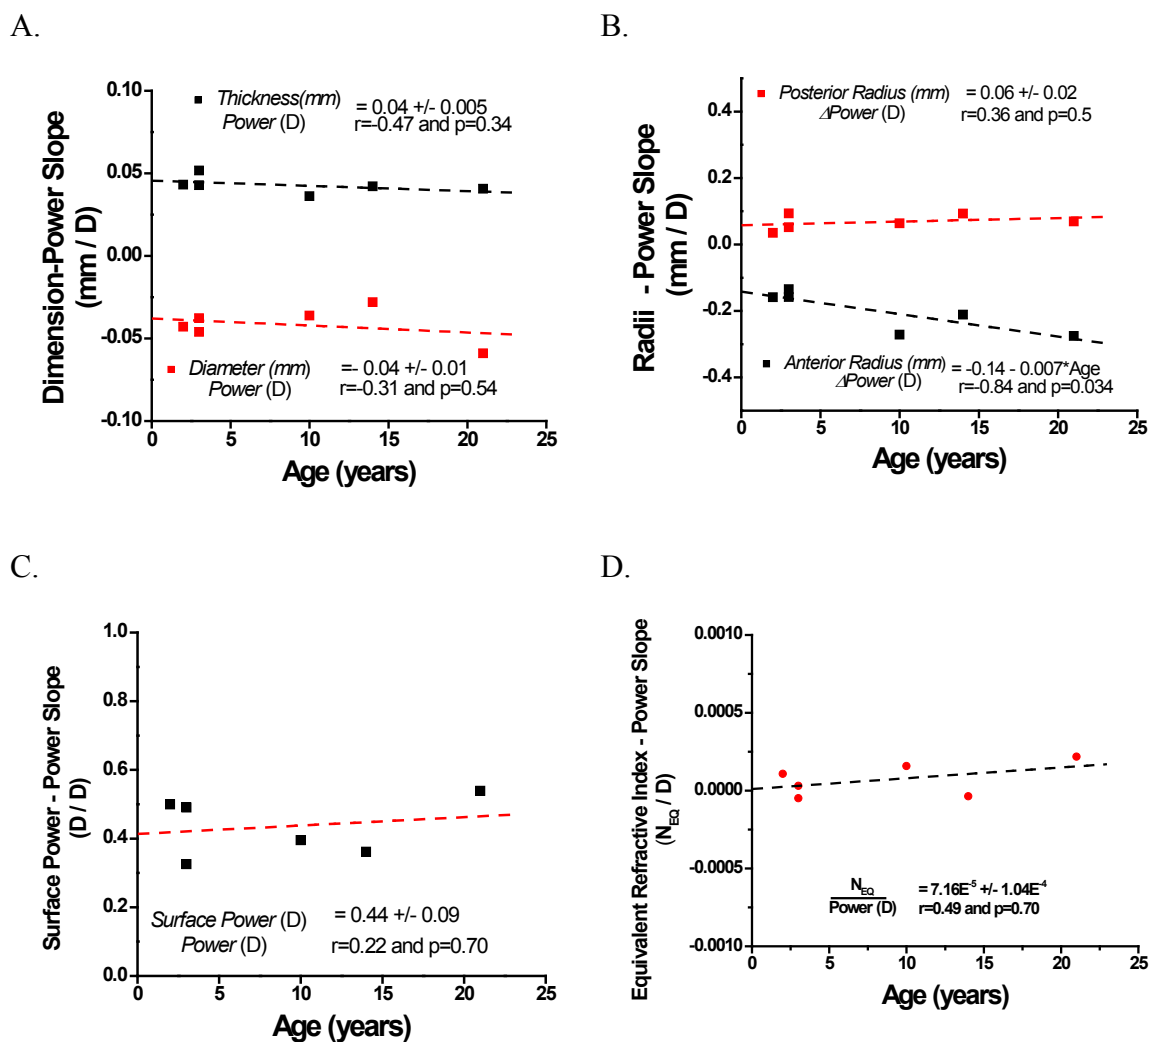 A.
B.
Dimension-Power Slope
(mm / D)
0.10
0.05
0.00
-0.05
-0.10
Thickness(mm)
Power (D)
= 0.04 +/- 0.005
r=-0.47 and p=0.34
Diameter (mm)
Power (D)
=- 0.04 +/- 0.01
r=-0.31 and p=0.54
0 5 10 15 20 25
Age (years)
Radii - Power Slope
(mm / D)
0.4
0.2
0.0
-0.2
-0.4
Posterior Radius (mm)
ΔPower (D)
= 0.06 +/- 0.02
r=0.36 and p=0.5
Anterior Radius (mm)
ΔPower (D)
=-0.14 - 0.007*Age
r=-0.84 and p=0.034
0 5 10 15 20 25
Age (years)
C.
D.
Surface Power - Power Slope
(D / D)
1.0
0.8
0.6
0.4
0.2
0.0
Surface Power (D)
Power (D)
= 0.44 +/- 0.09
r=0.22 and p=0.70
0 5 10 15 20 25
Age (years)
Equivalent Refractive Index - Power Slope
(N_EQ / D)
0.0010
0.0005
0.0000
-0.0005
-0.0010
N_EQ
Power (D)
= 7.16E^-5 +/- 1.04E^-4
r=0.49 and p=0.70
0 5 10 15 20 25
Age (years)